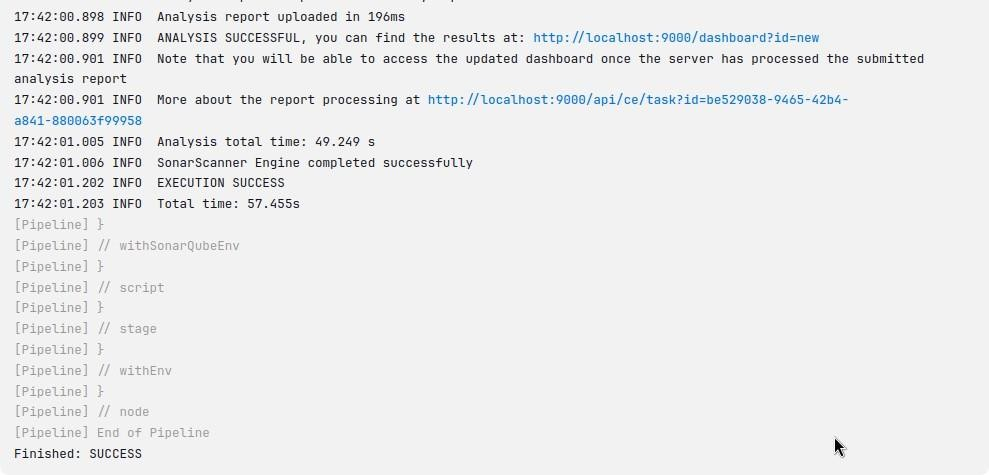 17:42:00.898 INFO  Analysis report uploaded in 196ms
17:42:00.899 INFO  ANALYSIS SUCCESSFUL, you can find the results at: http://localhost:9000/dashboard?id=new
17:42:00.901 INFO  Note that you will be able to access the updated dashboard once the server has processed the submitted
analysis report
17:42:00.901 INFO  More about the report processing at http://localhost:9000/api/ce/task?id=be529038-9465-42b4-
a841-880063f99958
17:42:01.005 INFO  Analysis total time: 49.249 s
17:42:01.006 INFO  SonarScanner Engine completed successfully
17:42:01.202 INFO  EXECUTION SUCCESS
17:42:01.203 INFO  Total time: 57.455s
[Pipeline] }
[Pipeline] // withSonarQubeEnv
[Pipeline] }
[Pipeline] // script
[Pipeline] }
[Pipeline] // stage
[Pipeline] }
[Pipeline] // withEnv
[Pipeline] }
[Pipeline] // node
[Pipeline] End of Pipeline
Finished: SUCCESS